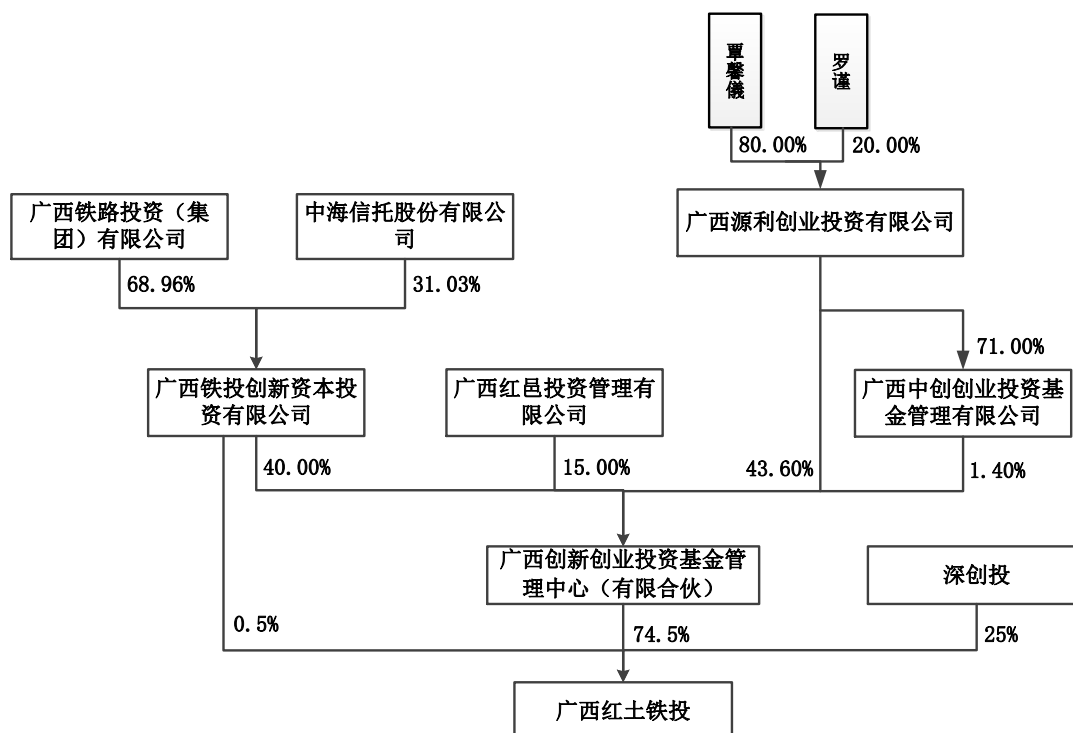 覃馨儀
罗谨
80.00%
20.00%
广西铁路投资（集
团）有限公司
中海信托股份有限公
司
广西源利创业投资有限公司
68.96%
31.03%
71.00%
广西铁投创新资本投
资有限公司
广西红邑投资管理有
限公司
广西中创创业投资基
金管理有限公司
40.00%
15.00%
43.60%
1.40%
广西创新创业投资基金管
理中心（有限合伙）
深创投
0.5%
74.5%
25%
广西红土铁投